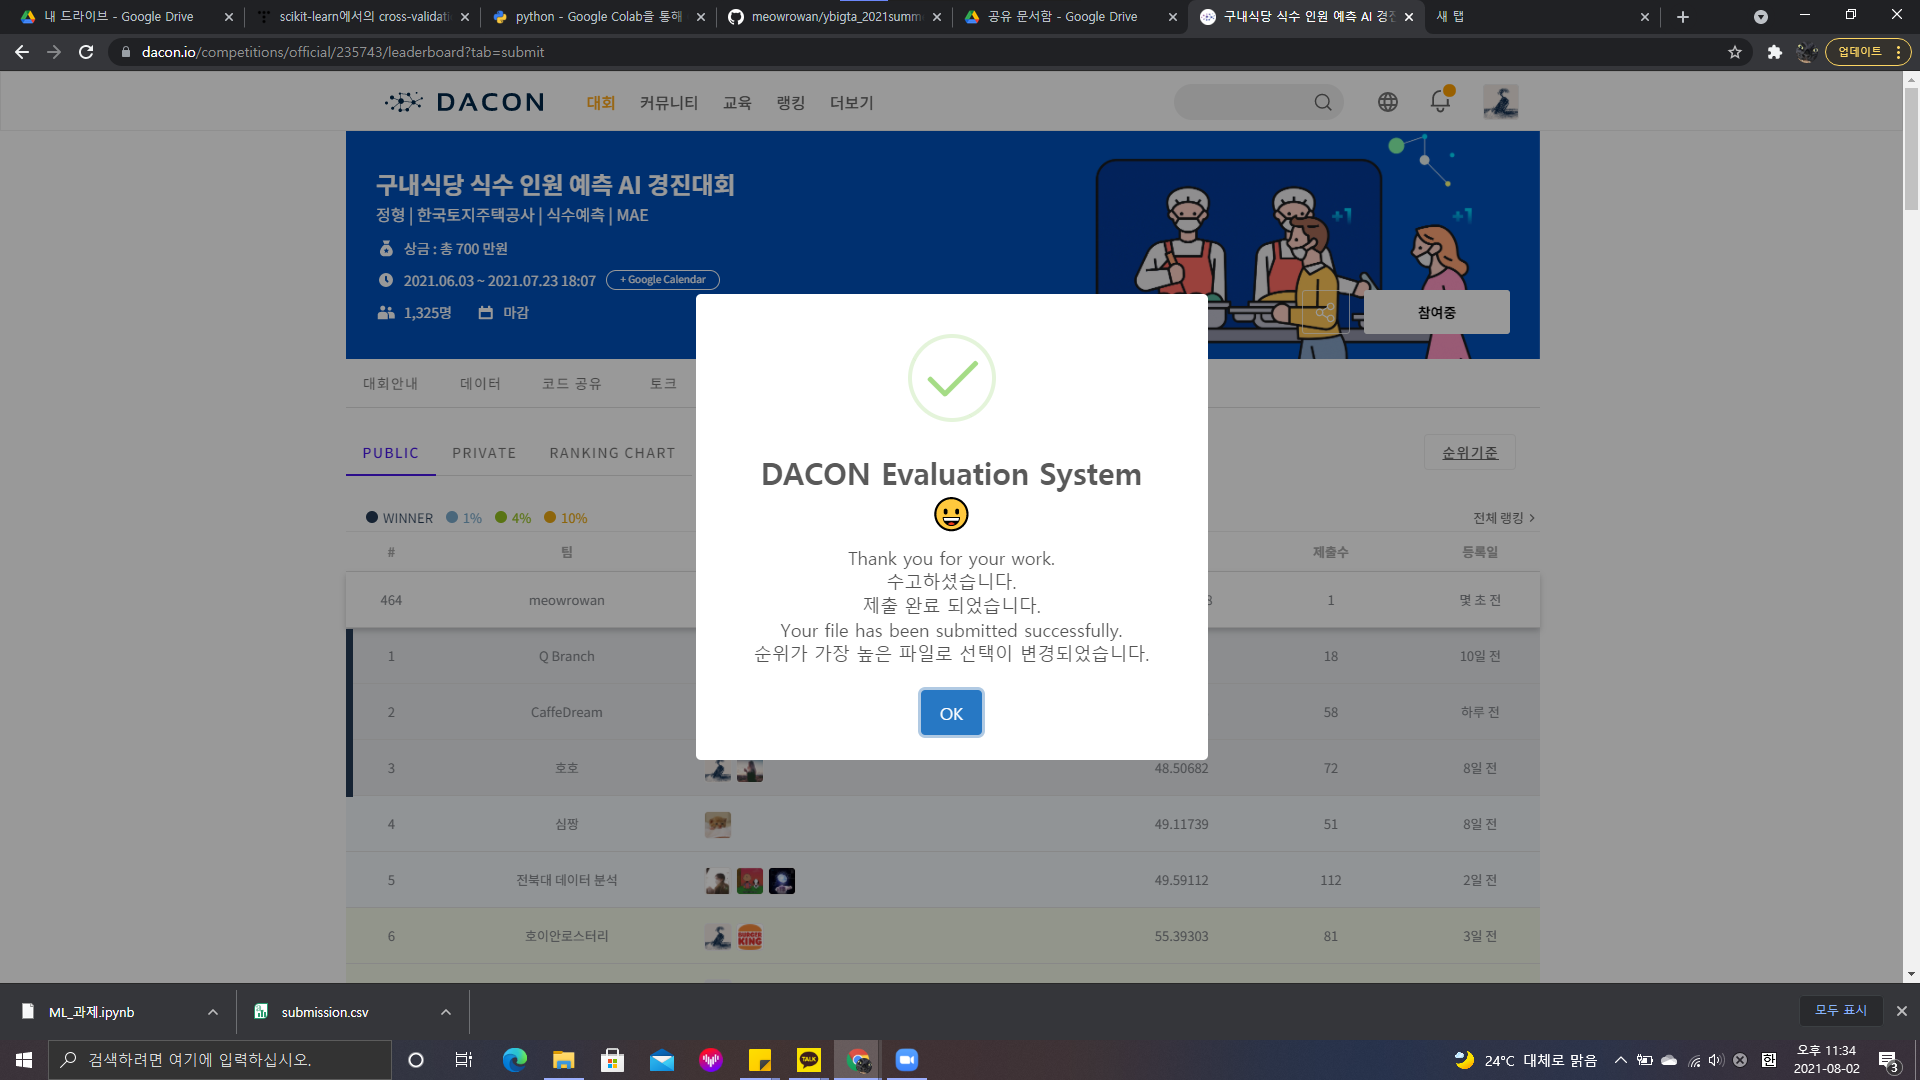 내 드라이브 - Google Drive
scikit-learn에서의 cross-validati
python - Google Colab을 통해
meowrowan/ybigta_2021summ
공유 문서함 - Google Drive
구내식당 식수 인원 예측 AI 경진
새 탭
dacon.io/competitions/official/235743/leaderboard?tab=submit
업데이트
DACON
대회
커뮤니티
교육
랭킹
더보기
구내식당 식수 인원 예측 AI 경진대회
정형 | 한국토지주택공사 | 식수예측 | MAE
상금 : 총 700 만원
2021.06.03 ~ 2021.07.23 18:07
+ Google Calendar
1,325명
마감
+1
+1
참여중
대회안내
데이터
코드 공유
토크
PUBLIC
PRIVATE
RANKING CHART
순위기준
WINNER
1%
4%
10%
전체 랭킹 >
#
팀
제출수
등록일
464
meowrowan
3
1
몇 초 전
1
Q Branch
18
10일 전
2
CaffeDream
58
하루 전
3
호호
48.50682
72
8일 전
4
심짱
49.11739
51
8일 전
5
전북대 데이터 분석
49.59112
112
2일 전
6
호이안로스터리
BURGER
KING
55.39303
81
3일 전
DACON Evaluation System
Thank you for your work.
수고하셨습니다.
제출 완료 되었습니다.
Your file has been submitted successfully.
순위가 가장 높은 파일로 선택이 변경되었습니다.
OK
ML_과제.ipynb
submission.csv
모두 표시
검색하려면 여기에 입력하십시오.
TALK
24°C 대체로 맑음
한
오후 11:34
2021-08-02
3